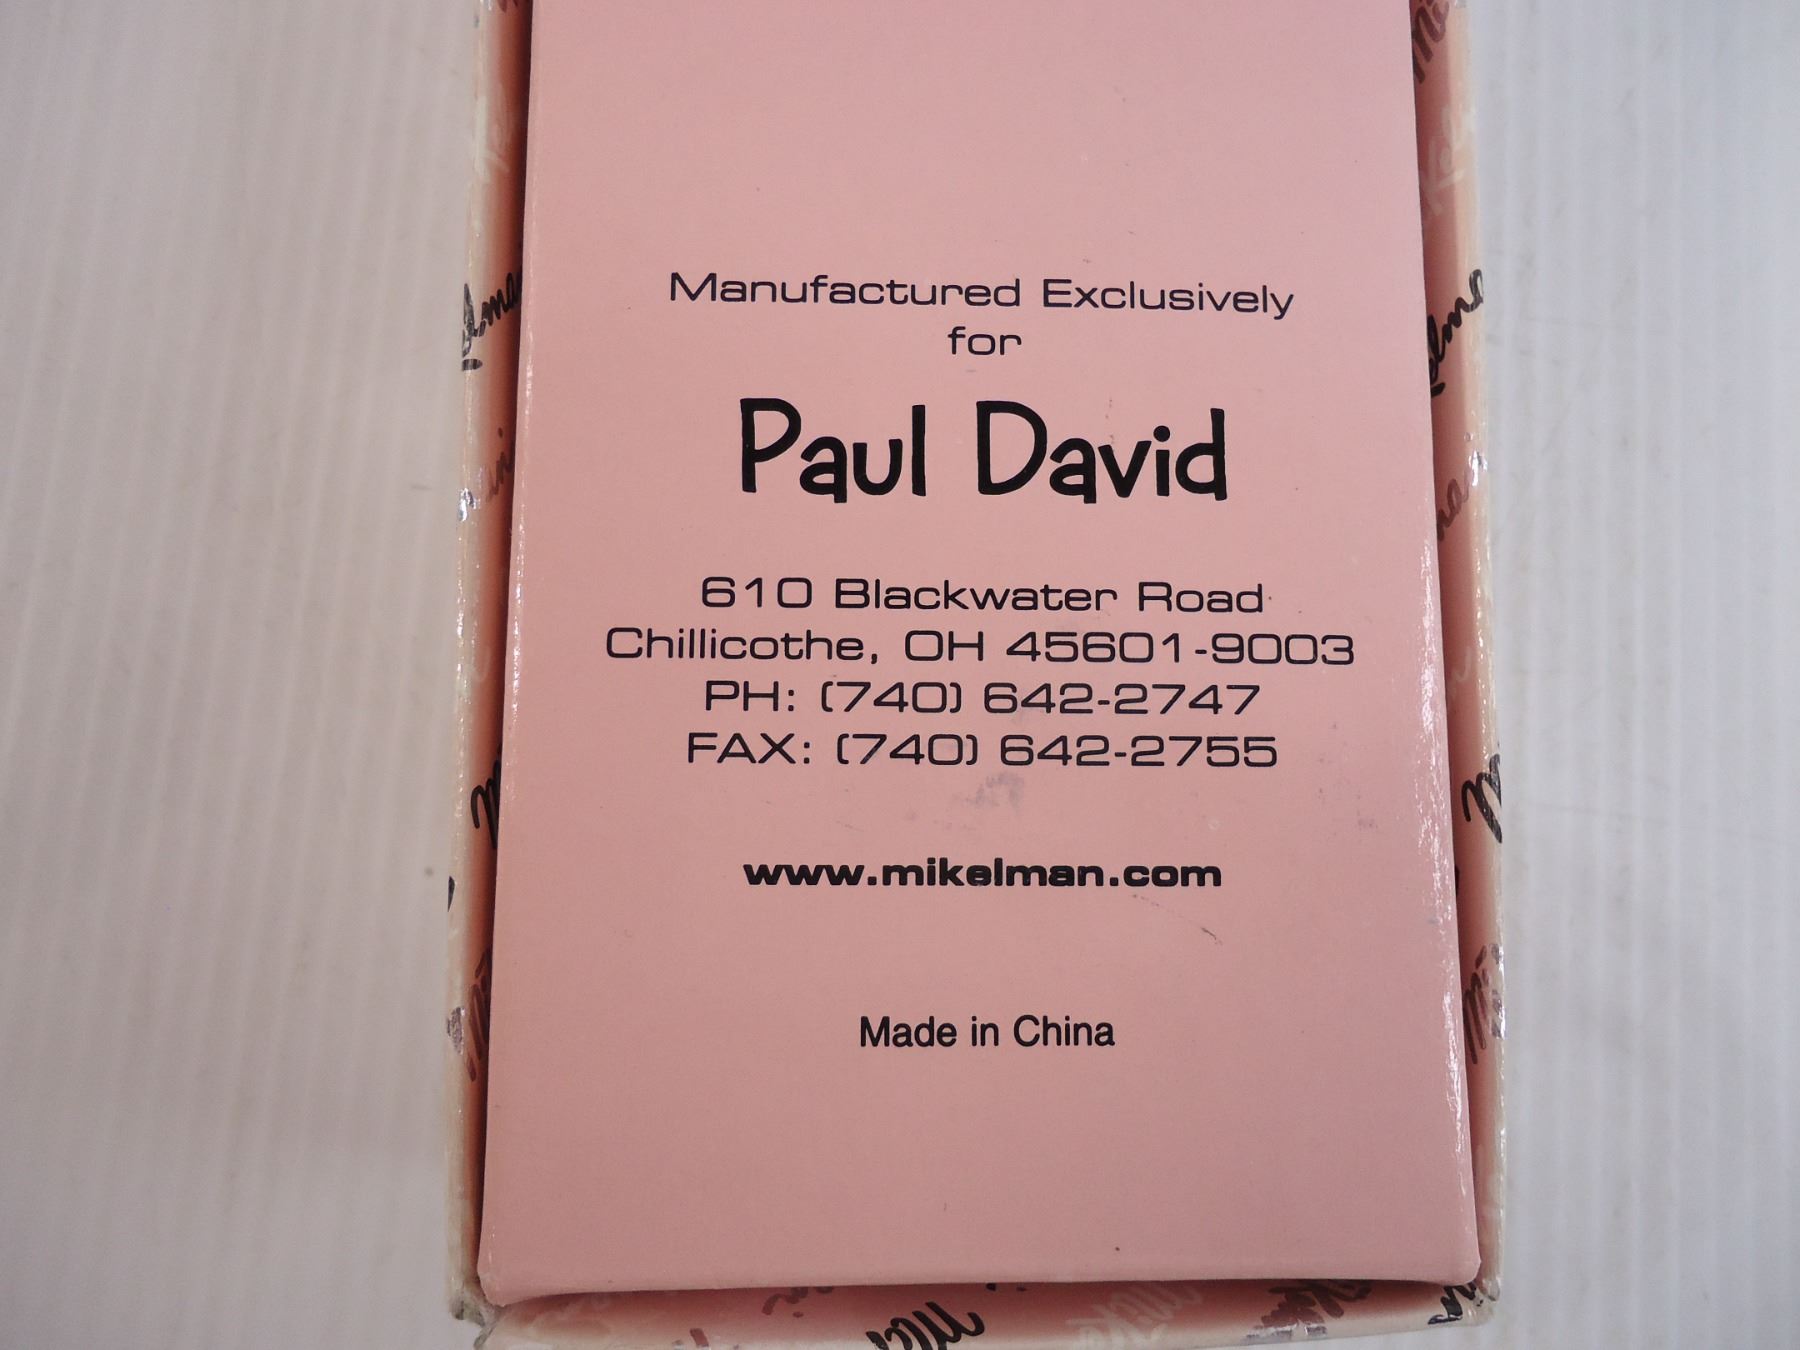 Manufactured Exclusively
for
Paul David
610 Blackwater Road
Chillicothe, OH 45601-9003
PH: (740) 642-2747
FAX: (740) 642-2755
www.mikelman.com
Made in China